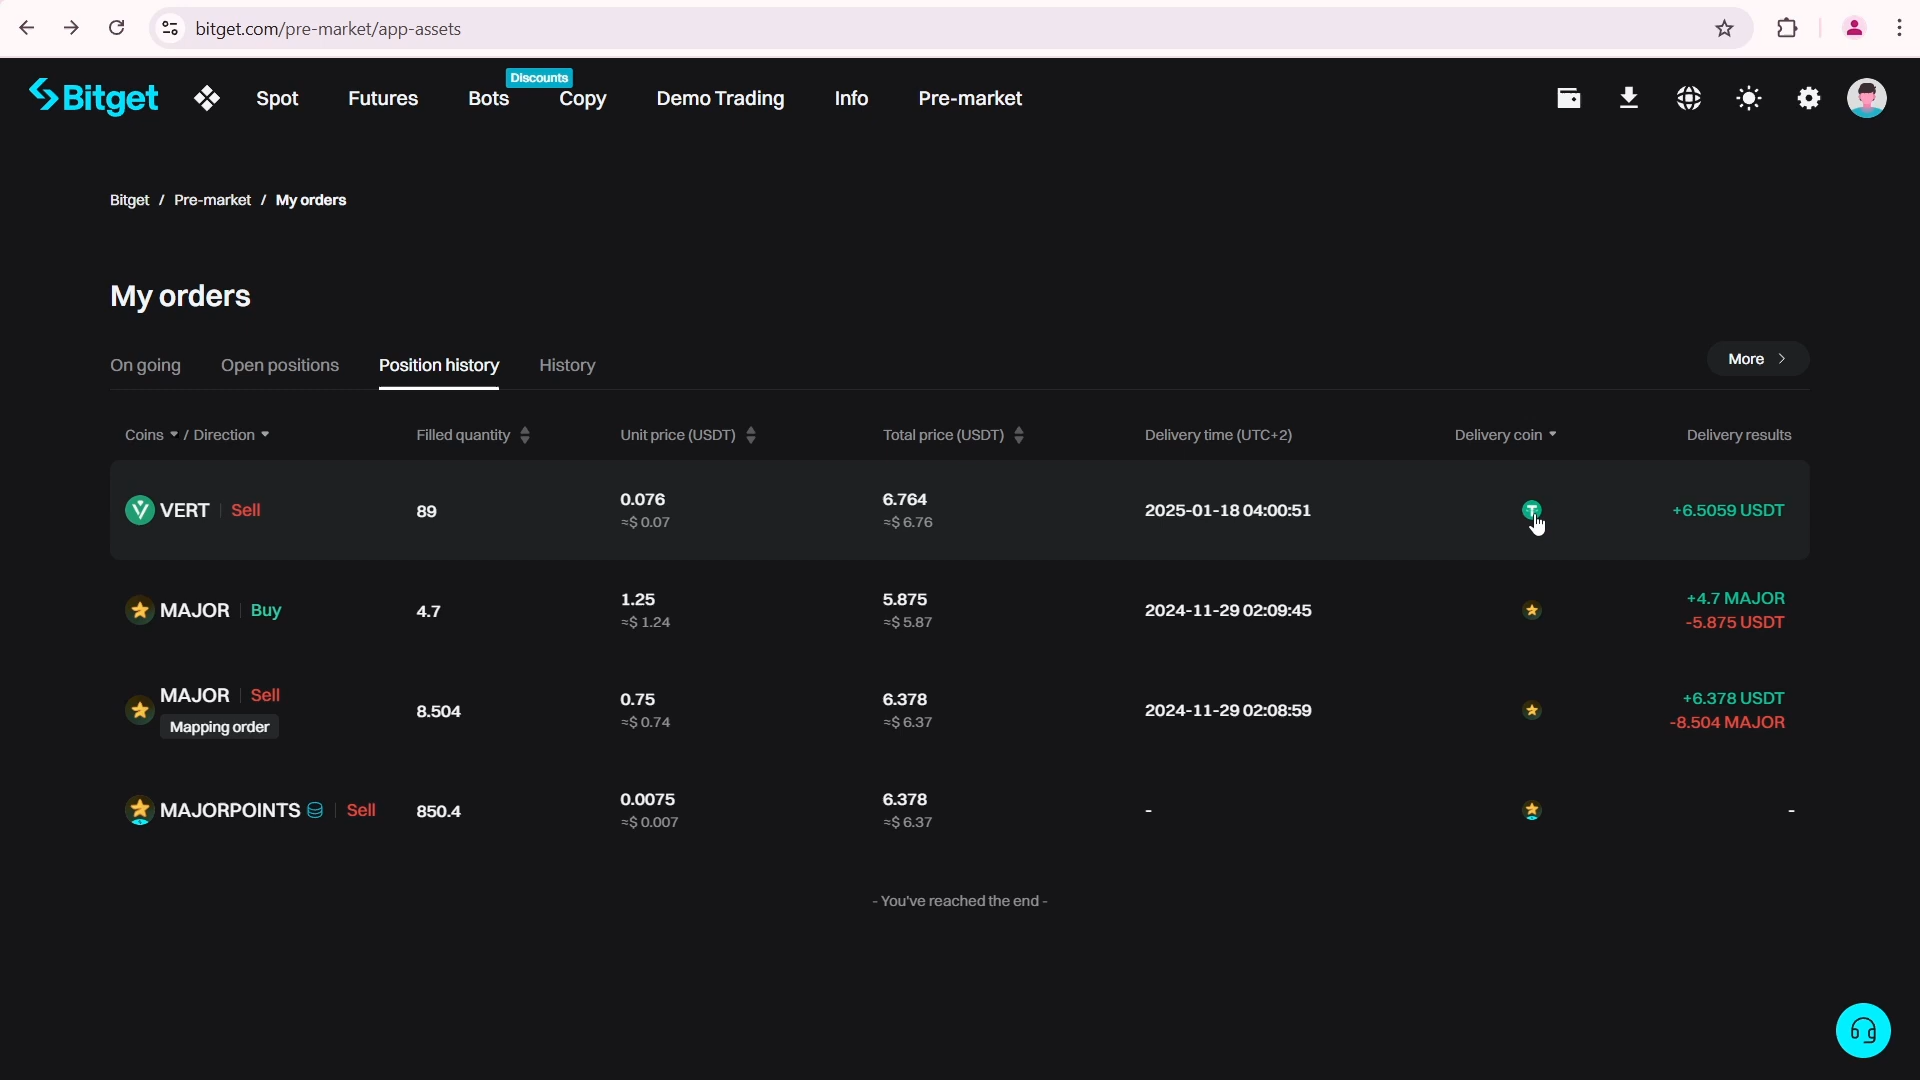 bitget.com/pre-market/app-assets
Bitget Spot Futures Bots Discounts Copy Demo Trading Info Pre-market
Bitget / Pre-market / My orders
My orders
On going Open positions Position history History More
Coins / Direction Filled quantity Unit price (USDT) Total price (USDT) Delivery time (UTC+2) Delivery coin Delivery results
VERT | Sell 89 0.076 6.764 2025-01-18 04:00:51 +6.5059 USDT
≈$ 0.07 ≈$ 6.76
MAJOR | Buy 4.7 1.25 5.875 2024-11-29 02:09:45 +4.7 MAJOR
≈$ 1.24 ≈$ 5.87 -5.875 USDT
MAJOR | Sell 8.504 0.75 6.378 2024-11-29 02:08:59 +6.378 USDT
Mapping order ≈$ 0.74 ≈$ 6.37 -8.504 MAJOR
MAJORPOINTS | Sell 850.4 0.0075 6.378 - -
≈$ 0.007 ≈$ 6.37
- You've reached the end -